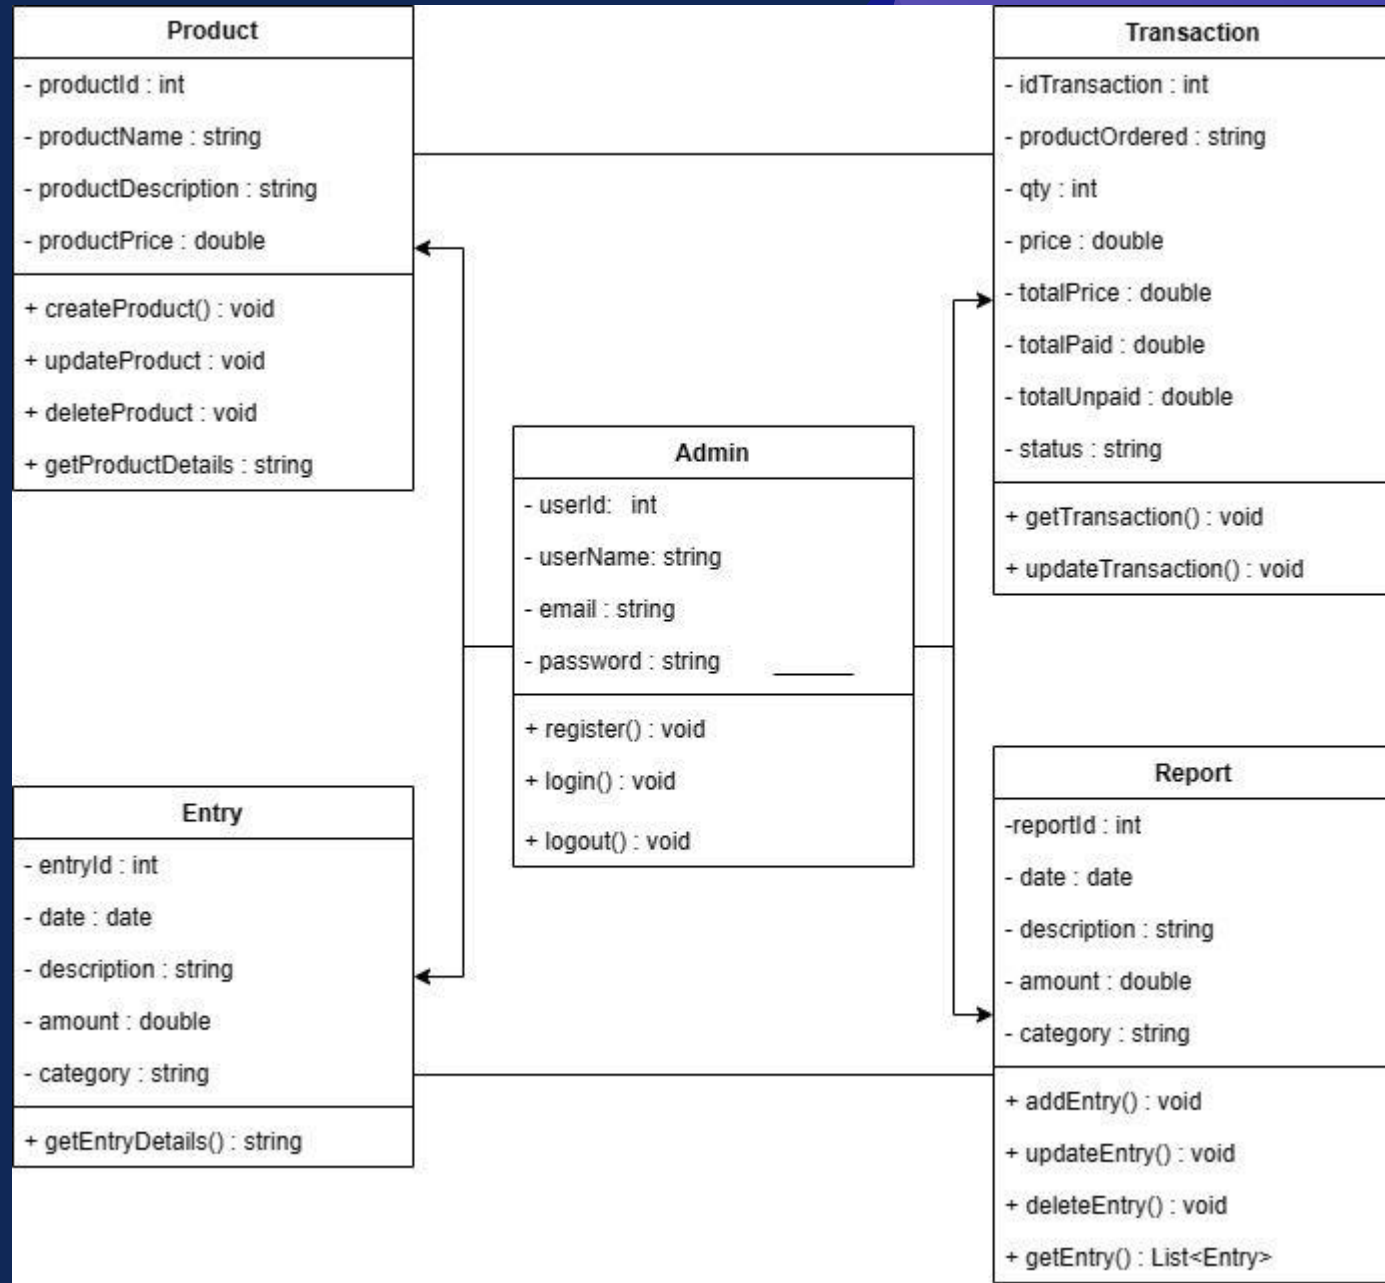 Product
- productId : int
- productName : string
- productDescription : string
- productPrice : double
+ createProduct() : void
+ updateProduct : void
+ deleteProduct : void
+ getProductDetails : string
Transaction
- idTransaction : int
- productOrdered : string
- qty : int
- price : double
- totalPrice : double
- totalPaid : double
- totalUnpaid : double
- status : string
+ getTransaction() : void
+ updateTransaction() : void
Admin
- userId: int
- userName: string
- email : string
- password : string
+ register() : void
+ login() : void
+ logout() : void
Entry
- entryId : int
- date : date
- description : string
- amount : double
- category : string
+ getEntryDetails() : string
Report
-reportId : int
- date : date
- description : string
- amount : double
- category : string
+ addEntry() : void
+ updateEntry() : void
+ deleteEntry() : void
+ getEntry() : List<Entry>